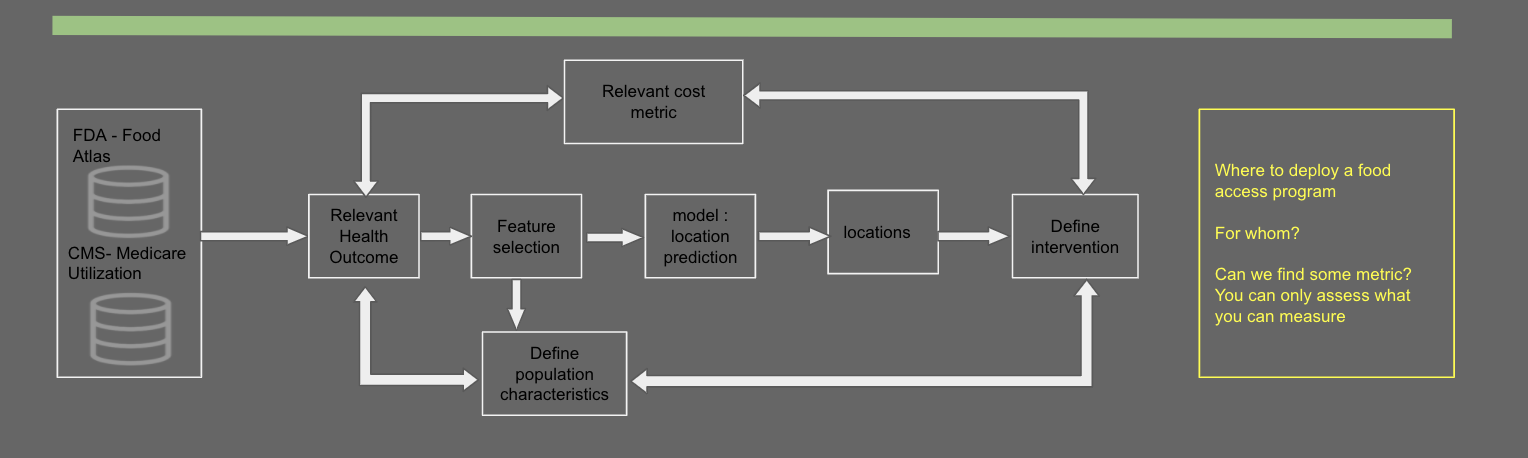 FDA - Food
Atlas
CMS- Medicare
Utilization
Relevant cost
metric
Relevant
Health
Outcome
Feature
selection
model :
location
prediction
locations
Define
intervention
Define
population
characteristics
Where to deploy a food
access program
For whom?
Can we find some metric?
You can only assess what
you can measure